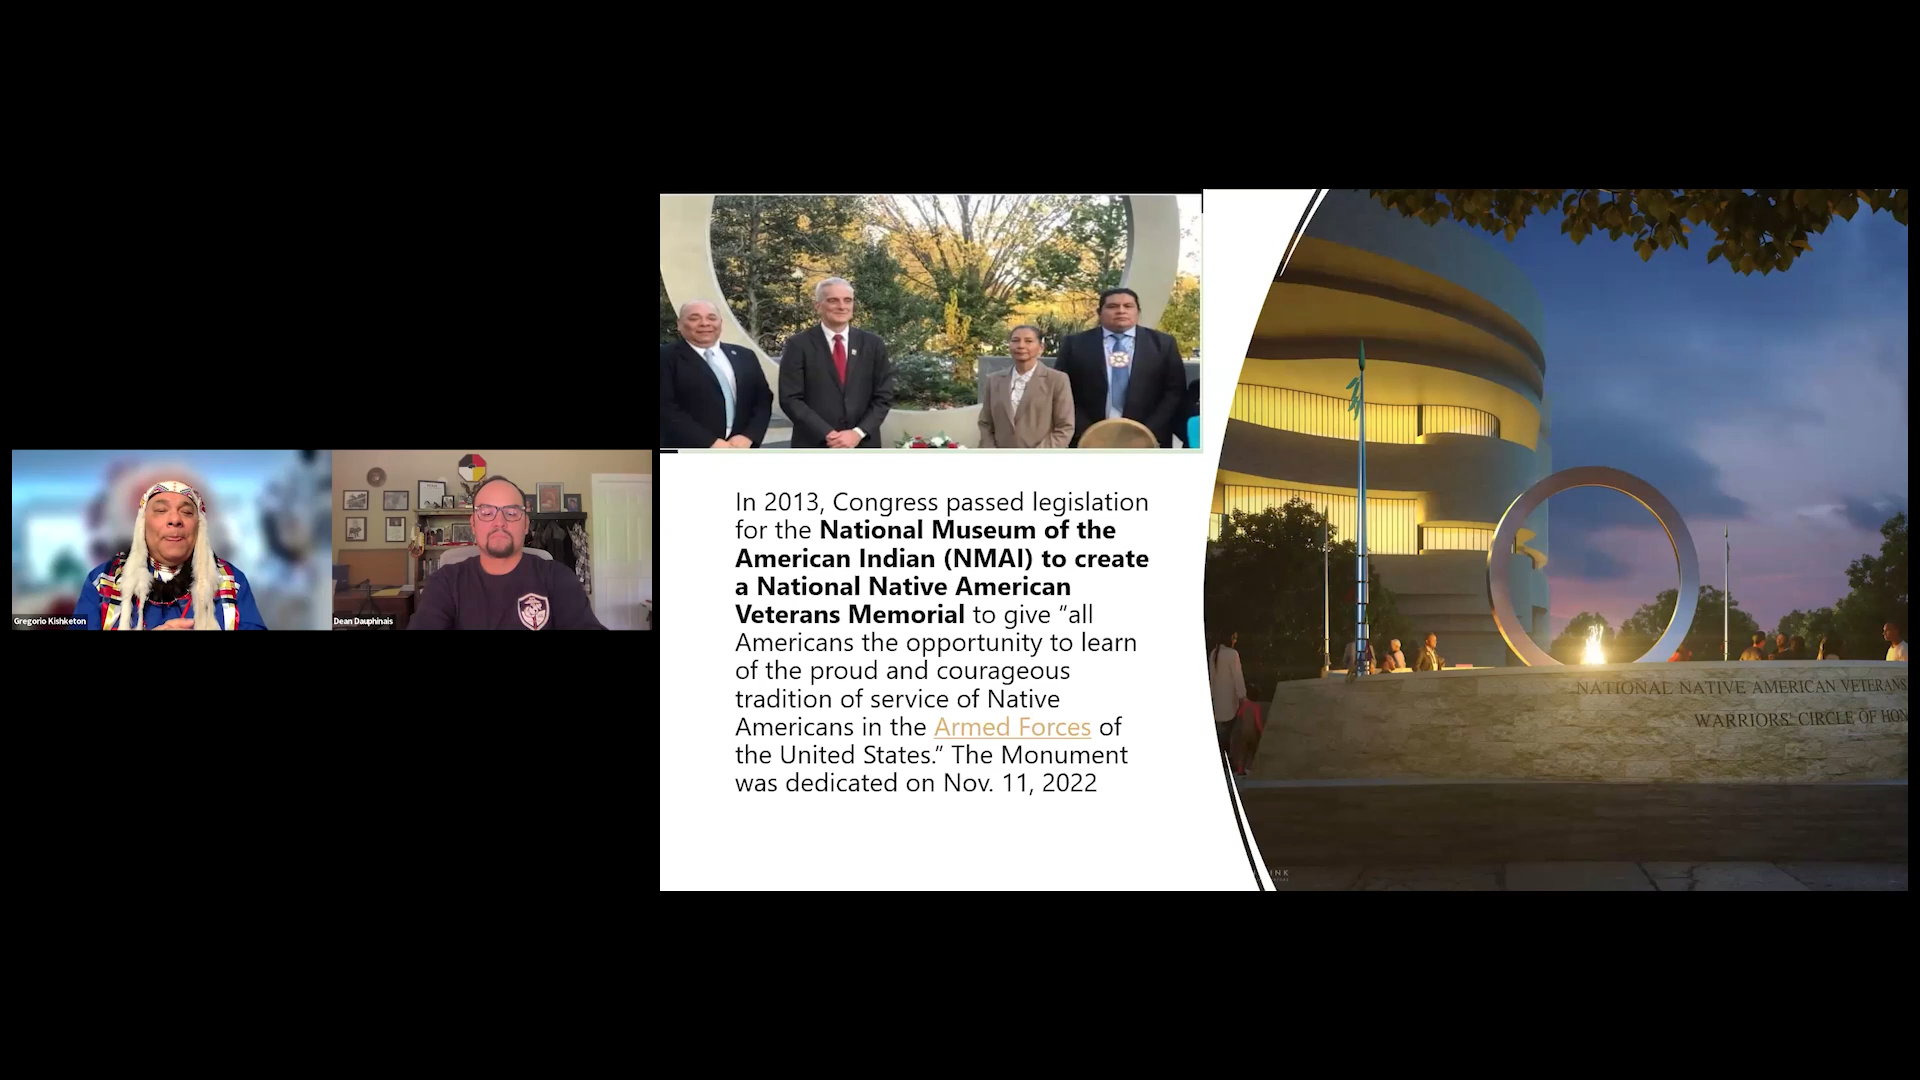 Gregorio Kishketon
Dean Dauphinais
In 2013, Congress passed legislation
for the National Museum of the
American Indian (NMAI) to create
a National Native American
Veterans Memorial to give “all
Americans the opportunity to learn
of the proud and courageous
tradition of service of Native
Americans in the Armed Forces of
the United States.” The Monument
was dedicated on Nov. 11, 2022
NATIONAL NATIVE AMERICAN VETERANS
WARRIORS' CIRCLE OF HON